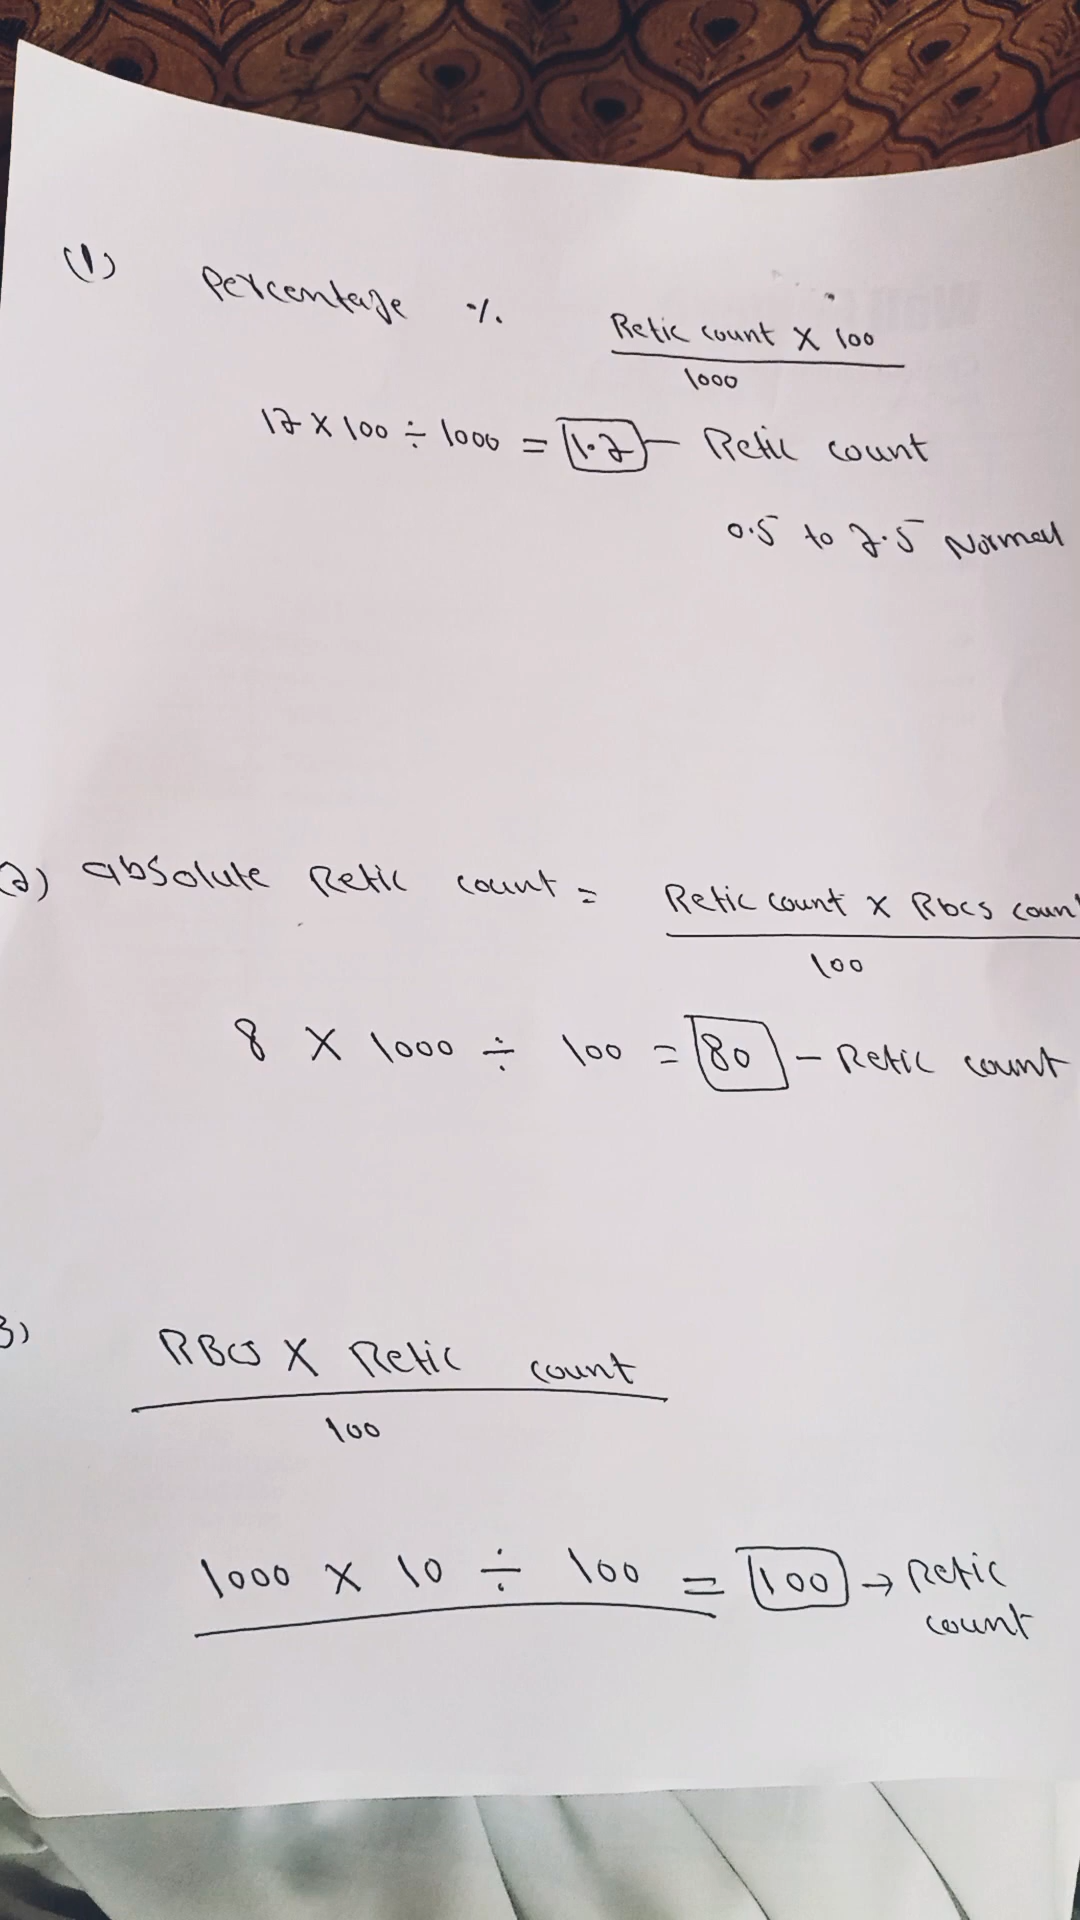 (1) Percentage %. Retic count X 100
1000
17 X 100 ÷ 1000 = 1.7 - Retic count
0.5 to 2.5 Normal
2) absolute Retic count = Retic count x Rbcs count
100
8 X 1000 ÷ 100 = 80 - Retic count
3) RBCs X Retic count
100
1000 X 10 ÷ 100 = 100 → Retic
count